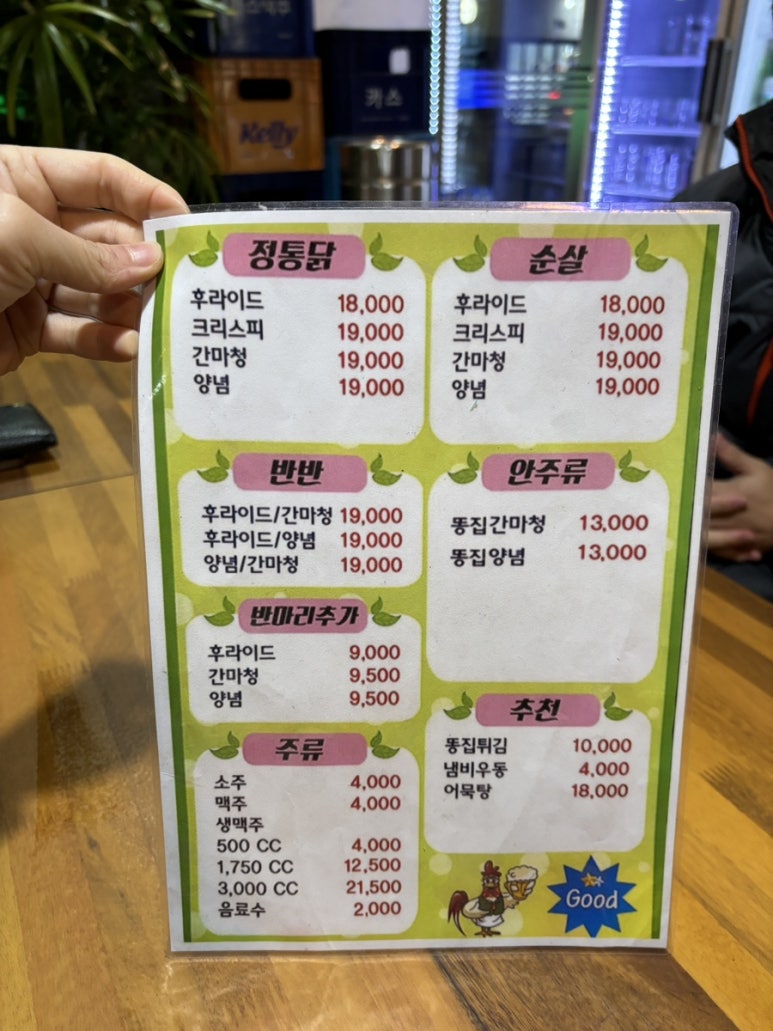 Kelly
카스
정통닭
후라이드 18,000
크리스피 19,000
간마청 19,000
양념 19,000
순살
후라이드 18,000
크리스피 19,000
간마청 19,000
양념 19,000
반반
후라이드/간마청 19,000
후라이드/양념 19,000
양념/간마청 19,000
안주류
똥집간마청 13,000
똥집양념 13,000
반마리추가
후라이드 9,000
간마청 9,500
양념 9,500
추천
똥집튀김 10,000
냄비우동 4,000
어묵탕 18,000
주류
소주 4,000
맥주 4,000
생맥주
500 CC 4,000
1,750 CC 12,500
3,000 CC 21,500
음료수 2,000
Good